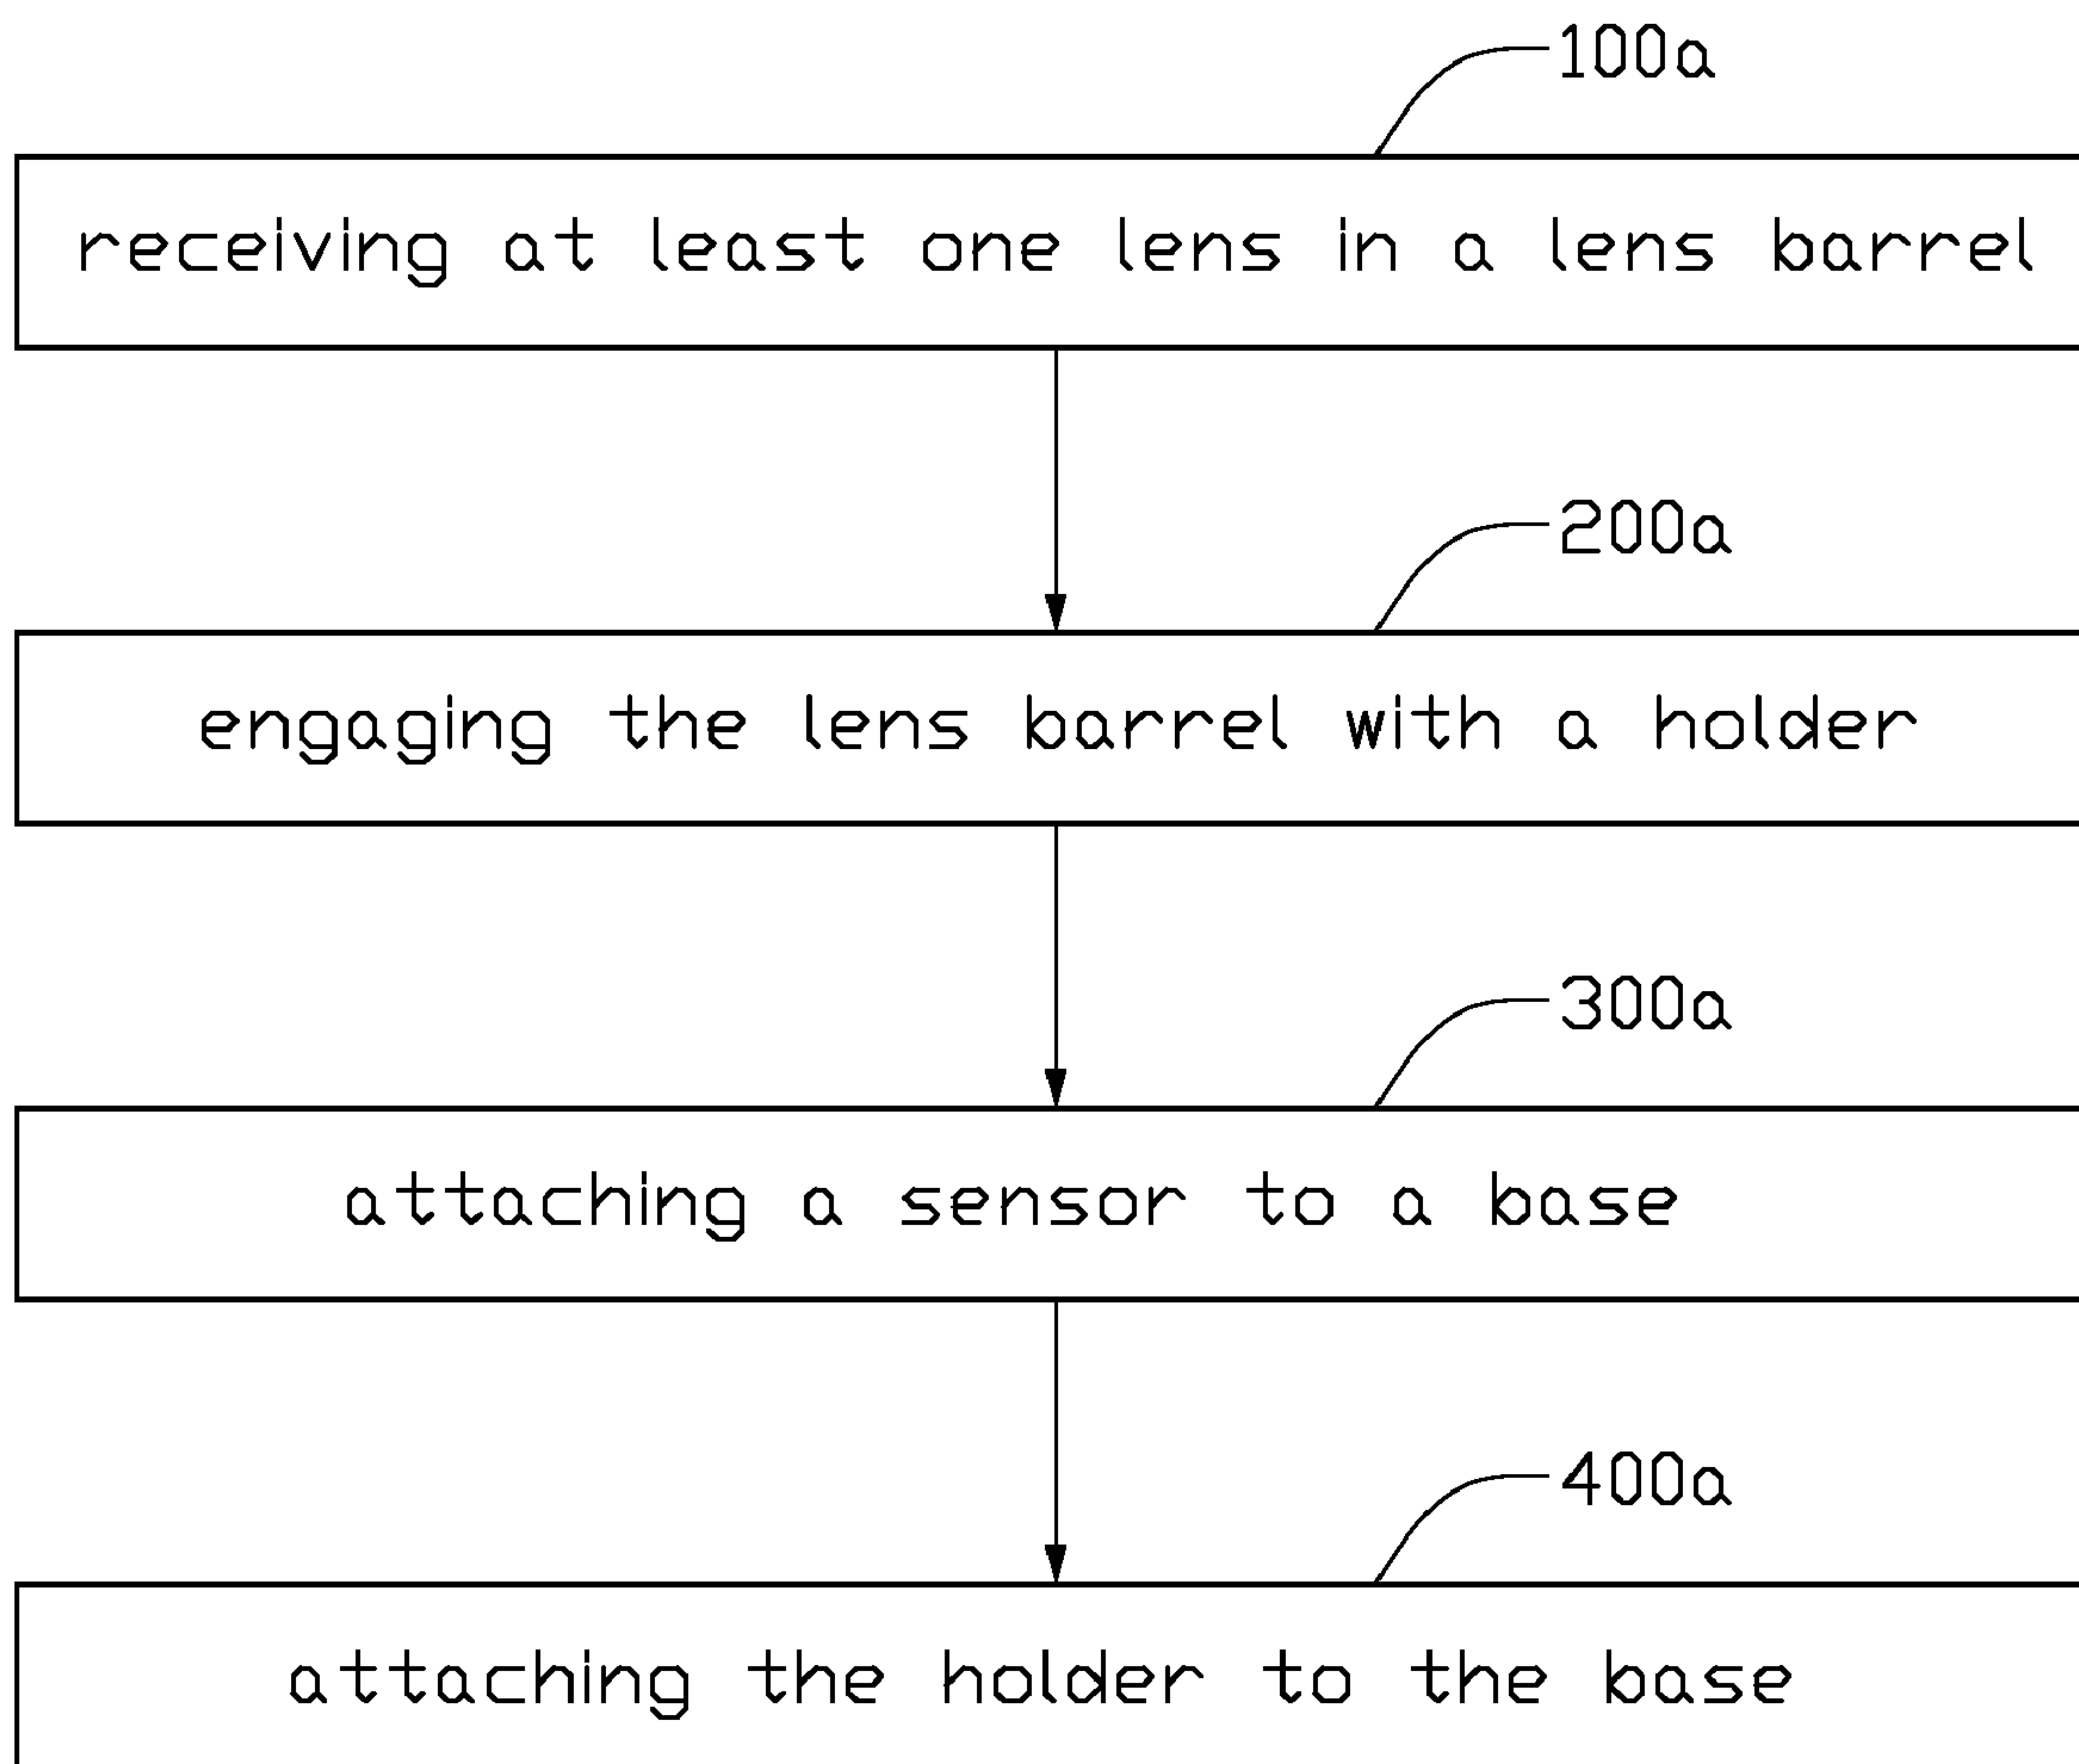 100a
receiving at least one lens in a lens barrel
200a
engaging the lens barrel with a holder
300a
attaching a sensor to a base
400a
attaching the holder to the base